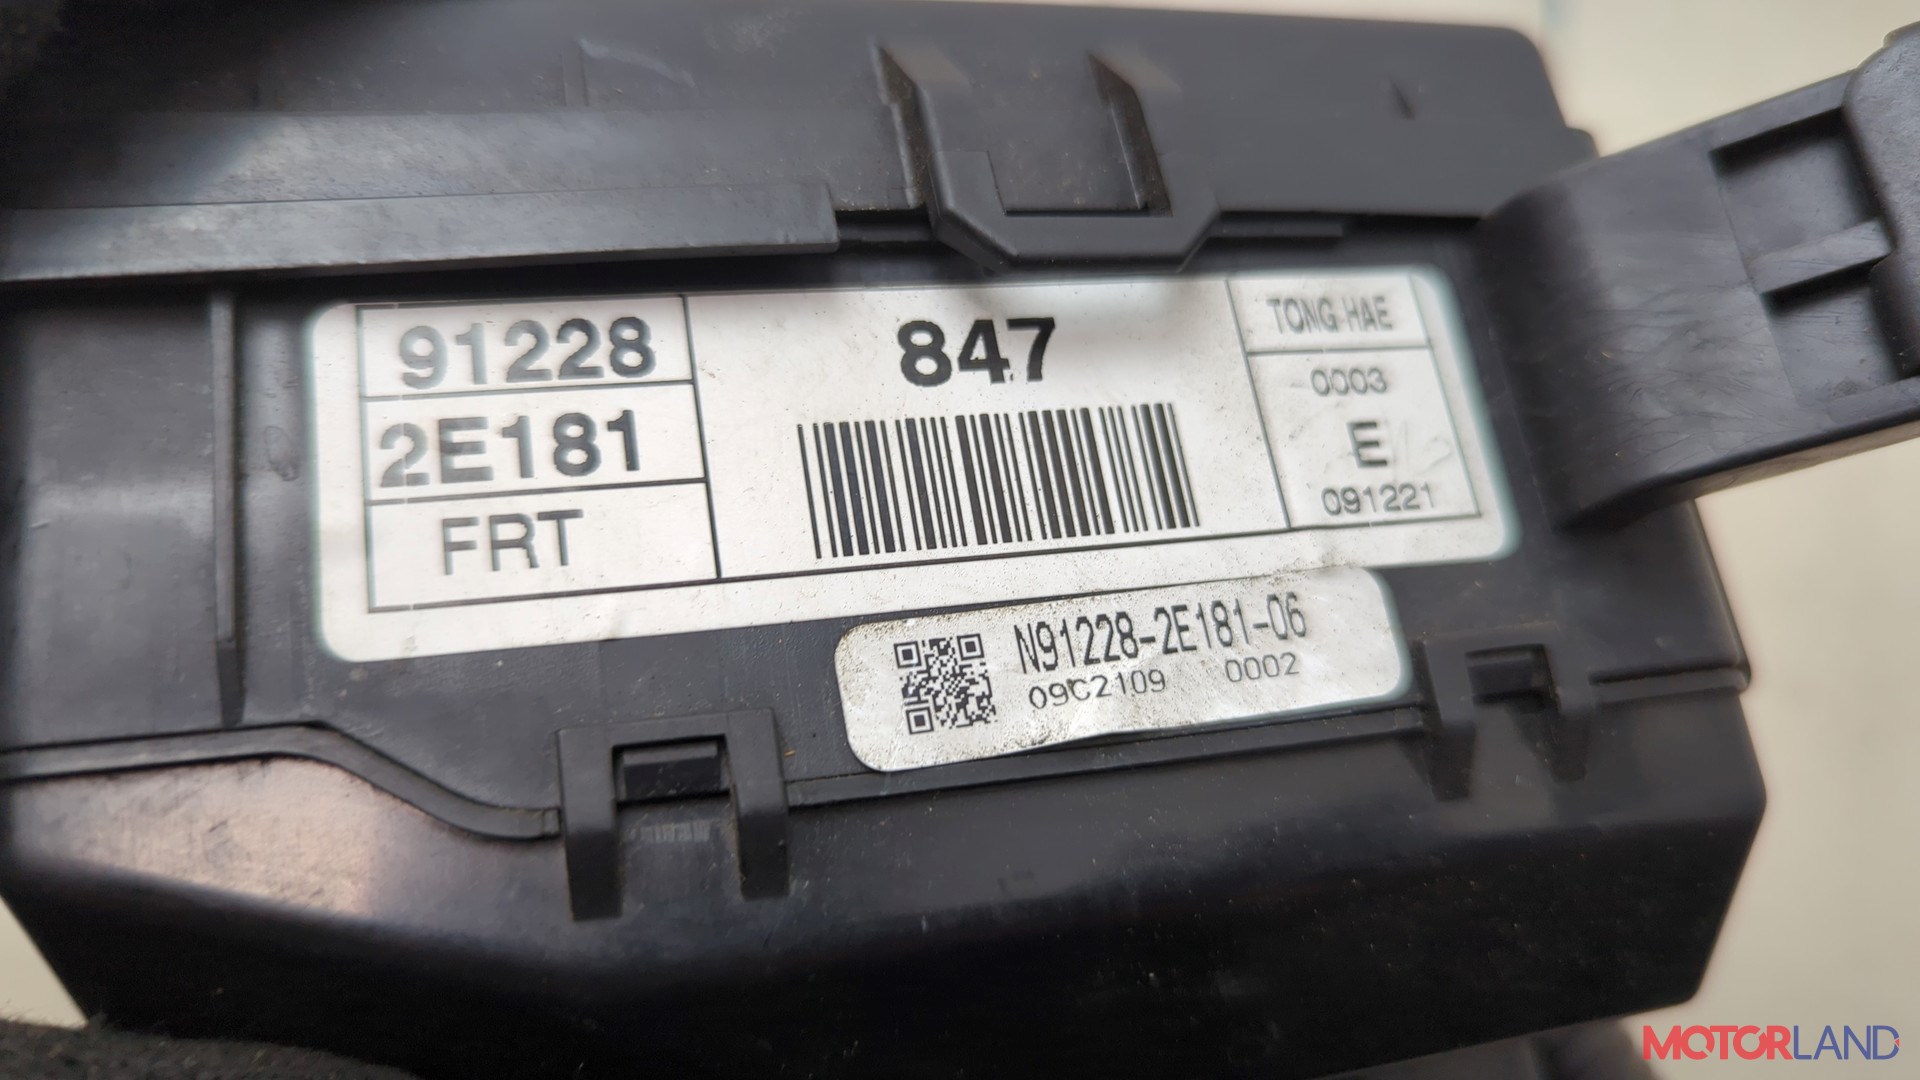 91228
2E181
FRT
847
TONG HAE
0003
E
091221
N91228-2E181-06
09C2109 0002
MOTORLAND